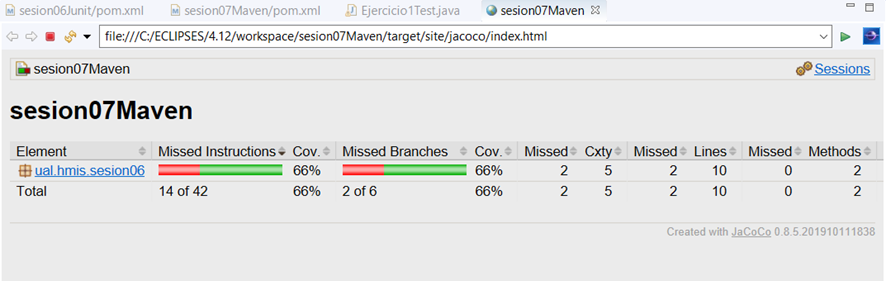 sesion06Junit/pom.xml sesion07Maven/pom.xml Ejercicio1Test.java sesion07Maven
file:///C:/ECLIPSES/4.12/workspace/sesion07Maven/target/site/jacoco/index.html
sesion07Maven Sessions
sesion07Maven
Element Missed Instructions Cov. Missed Branches Cov. Missed Cxty Missed Lines Missed Methods
ual.hmis.sesion06 66% 66% 2 5 2 10 0 2
Total 14 of 42 66% 2 of 6 66% 2 5 2 10 0 2
Created with JaCoCo 0.8.5.201910111838